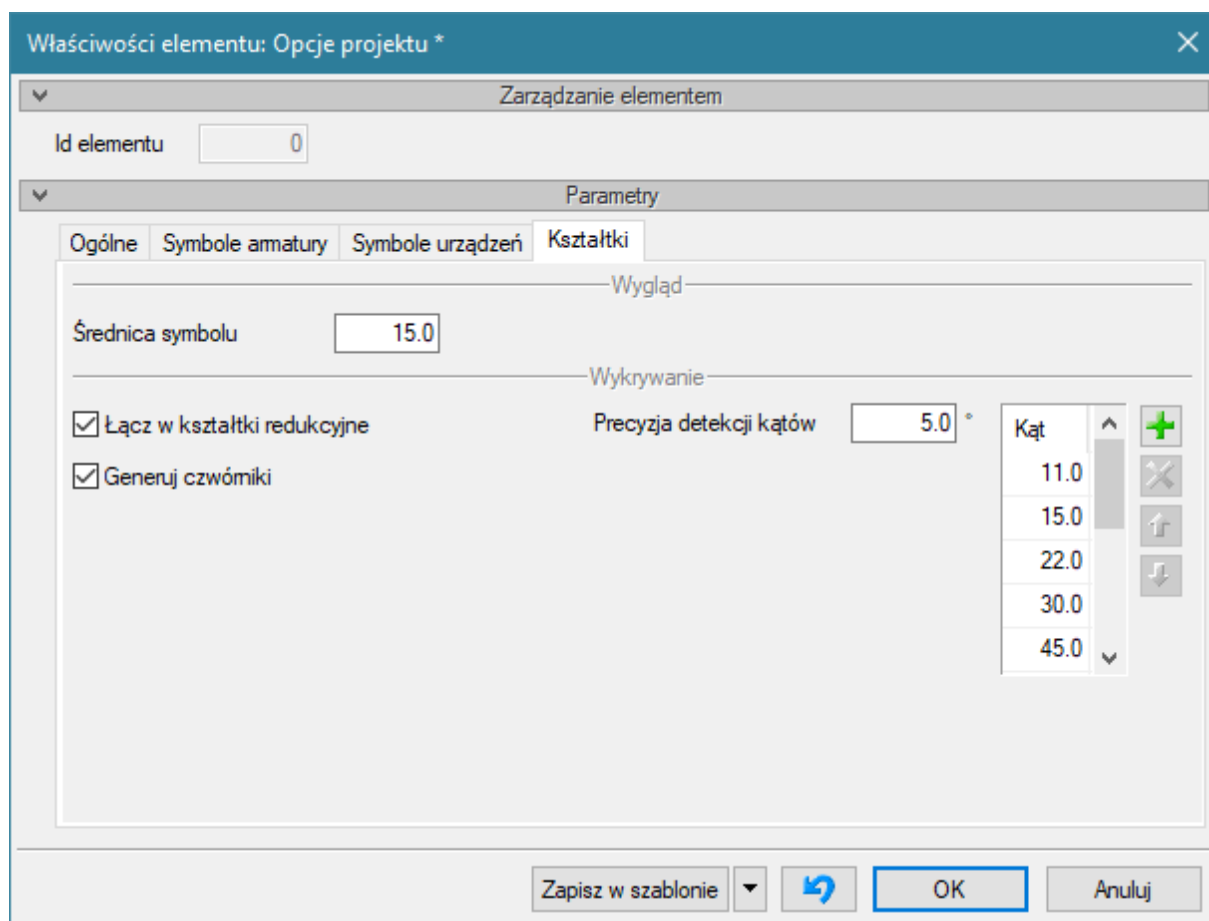 Właściwości elementu: Opcje projektu *
Zarządzanie elementem
Id elementu 0
Parametry
Ogólne Symbole armatury Symbole urządzeń Kształtki
Wygląd
Średnica symbolu 15.0
Wykrywanie
Łącz w kształtki redukcyjne Precyzja detekcji kątów 5.0 ° Kąt
Generuj czwórniki 11.0
15.0
22.0
30.0
45.0
Zapisz w szablonie OK Anuluj